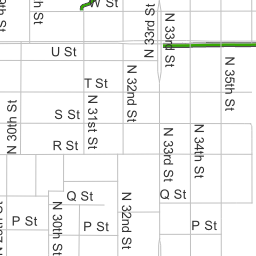 W St
N 33rd St
N 33rd
U St
T St
N 32nd St
N 35th St
S St
N 31st St
N 30th St
R St
N 33rd St
N 34th St
Q St
Q St
N 30th St
N 32nd St
P St
P St
P St